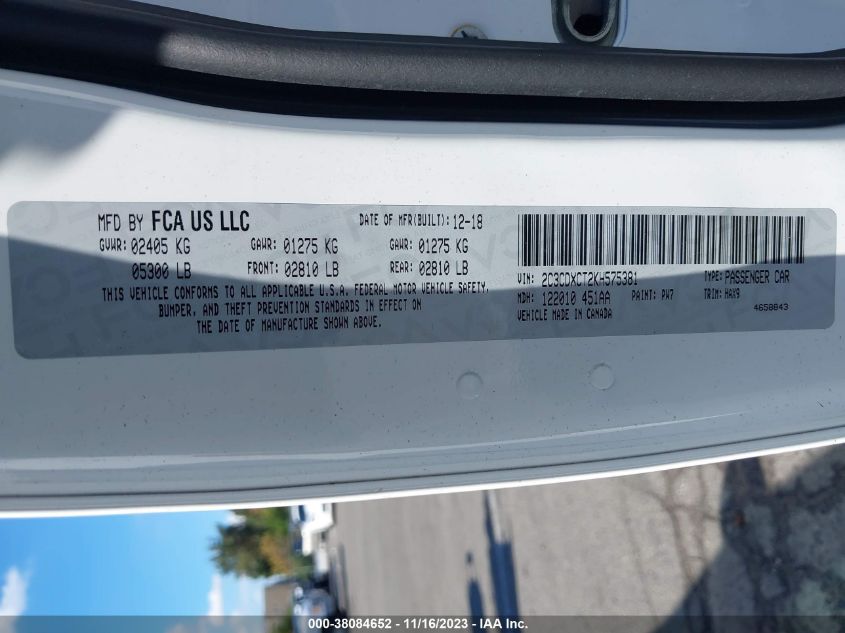 MFD BY FCA US LLC
DATE OF MFR(BUILT): 12-18
GVWR: 02405 KG GAWR: 01275 KG GAWR: 01275 KG
05300 LB FRONT: 02810 LB REAR: 02810 LB
THIS VEHICLE CONFORMS TO ALL APPLICABLE U.S.A. FEDERAL MOTOR VEHICLE SAFETY,
BUMPER, AND THEFT PREVENTION STANDARDS IN EFFECT ON
THE DATE OF MANUFACTURE SHOWN ABOVE.
VIN: 2C3CDXCT2KH575381 TYPE: PASSENGER CAR
MDH: 122010 451AA PAINT: PW7 TRIM: HAX9
VEHICLE MADE IN CANADA 4658843
000-38084652 - 11/16/2023 - IAA Inc.